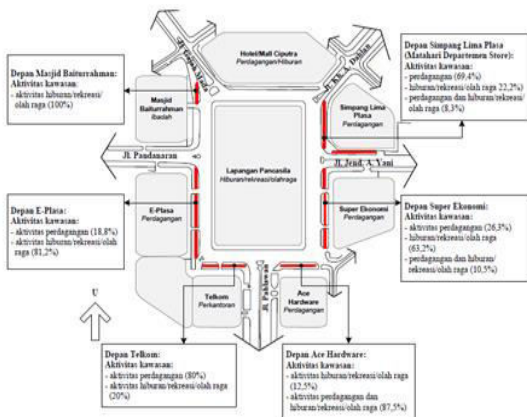 Hotel/Mall Ciputra
Perdagangan/Hiburan
Jl. Gajah Mada
Jl. KH. A. Dahlan
Depan Masjid Baiturrahman:
Aktivitas kawasan:
- aktivitas hiburan/rekreasi/olah raga
(100%)
Depan Simpang Lima Plasa
(Matahari Departemen Store):
Aktivitas kawasan:
- perdagangan (69,4%)
- hiburan/rekreasi/olah raga 22,2%)
- perdagangan dan hiburan/rekreasi/
olah raga (8,3%)
Masjid
Baiturrahman
Ibadah
Simpang Lima
Plasa
Perdagangan
Jl. Pandanaran
Jl. Jend. A. Yani
Lapangan Pancasila
Hiburan/rekreasi/olahraga
Depan E-Plasa:
Aktivitas kawasan:
- aktivitas perdagangan (18,8%)
- aktivitas hiburan/rekreasi/olah
raga (81,2%)
E-Plasa
Perdagangan
Super Ekonomi
Perdagangan
Depan Super Ekonomi:
Aktivitas kawasan:
- aktivitas perdagangan (26,3%)
- hiburan/rekreasi/olah raga
(63,2%)
- perdagangan dan hiburan/
rekreasi/olah raga (10,5%)
U
Telkom
Perkantoran
Jl. Pahlawan
Ace
Hardware
Perdagangan
Depan Telkom:
Aktivitas kawasan:
- aktivitas perdagangan (80%)
- aktivitas hiburan/rekreasi/olah raga
(20%)
Depan Ace Hardware:
Aktivitas kawasan:
- aktivitas hiburan/rekreasi/olah raga
(12,5%)
- aktivitas perdagangan dan
hiburan/rekreasi/olah raga (87,5%)